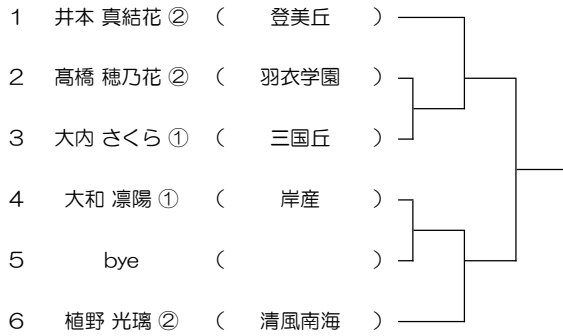 1 井本 真結花 ② ( 登美丘 )
2 髙橋 穂乃花 ② ( 羽衣学園 )
3 大内 さくら ① ( 三国丘 )
4 大和 凛陽 ① ( 岸産 )
5 bye ( )
6 植野 光璃 ② ( 清風南海 )